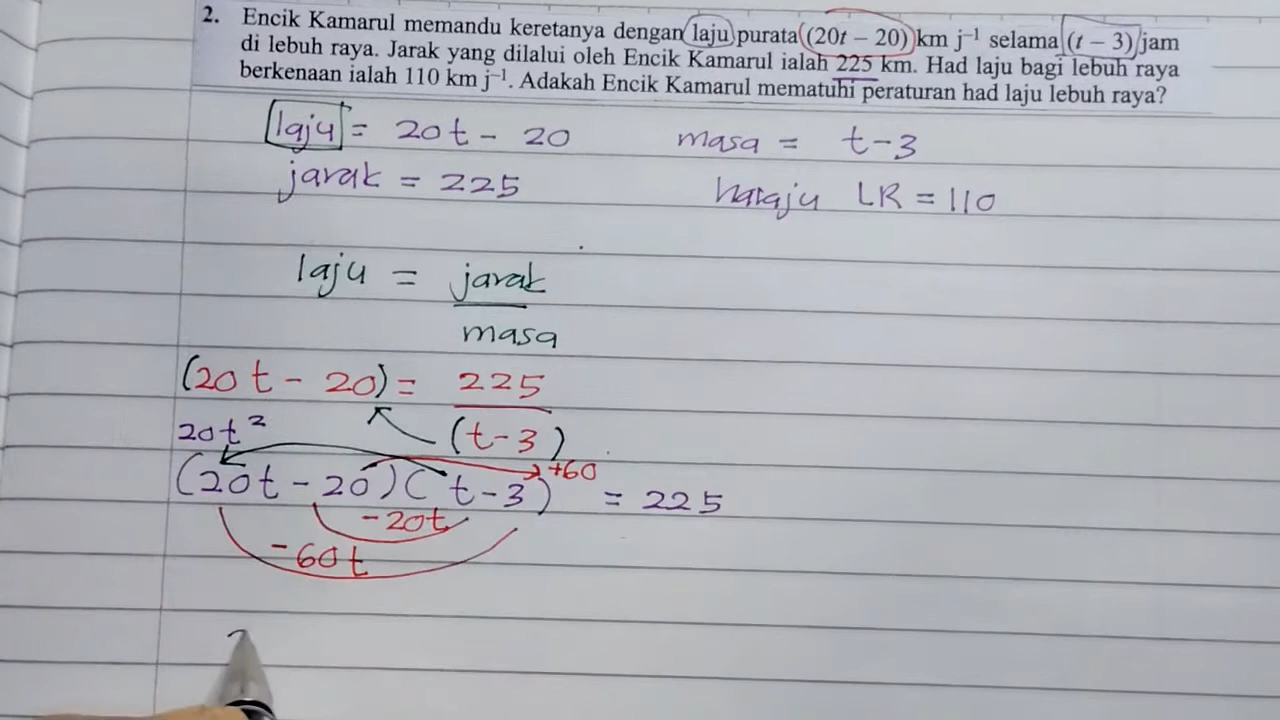 2. Encik Kamarul memandu keretanya dengan laju purata (20t – 20) km j⁻¹ selama (t – 3) jam
di lebuh raya. Jarak yang dilalui oleh Encik Kamarul ialah 225 km. Had laju bagi lebuh raya
berkenaan ialah 110 km j⁻¹. Adakah Encik Kamarul mematuhi peraturan had laju lebuh raya?
laju = 20t - 20 masa = t-3
jarak = 225 LR = 110
laju = jarak
masa
(20t - 20) = 225
(t-3)
20t²
(20t - 20)(t-3) = 225
+60
-20t
-60t